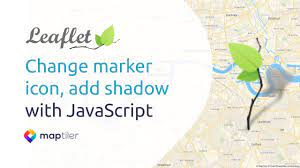 Leaflet
Change marker
icon, add shadow
with JavaScript
maptiler